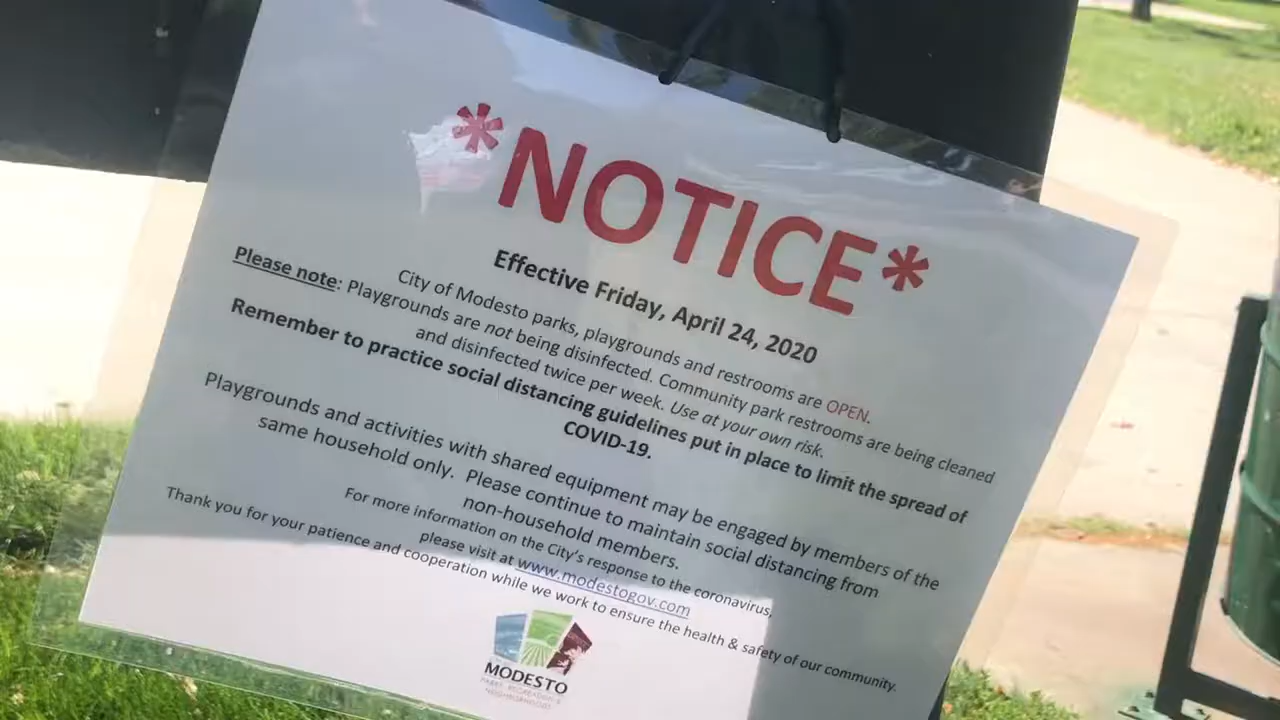 *NOTICE*
Effective Friday, April 24, 2020
City of Modesto parks, playgrounds and restrooms are OPEN.
Please note: Playgrounds are not being disinfected. Community park restrooms are being cleaned
and disinfected twice per week. Use at your own risk.
Remember to practice social distancing guidelines put in place to limit the spread of
COVID-19.
Playgrounds and activities with shared equipment may be engaged by members of the
same household only. Please continue to maintain social distancing from
non-household members.
For more information on the City's response to the coronavirus,
please visit at www.modestogov.com
Thank you for your patience and cooperation while we work to ensure the health & safety of our community.
MODESTO
PARKS, RECREATION &
NEIGHBORHOODS